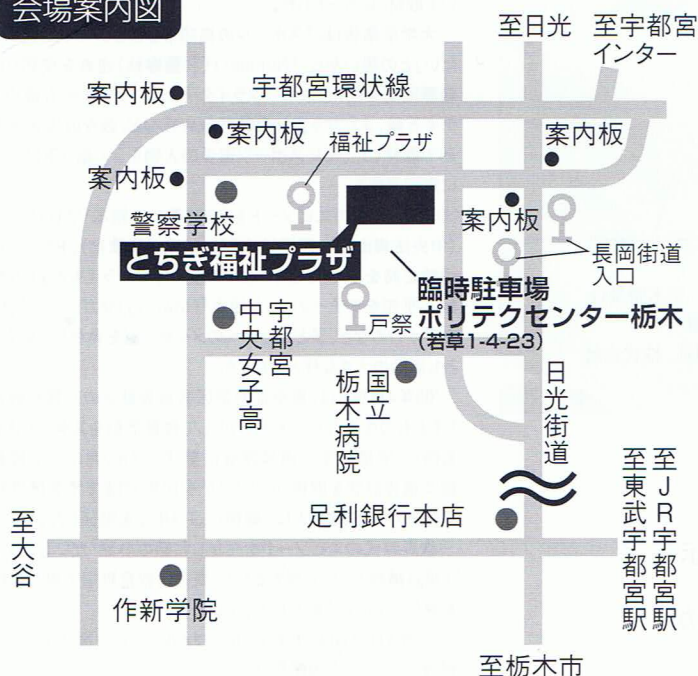 会場案内図
至日光
至宇都宮
インター
案内板
宇都宮環状線
案内板
福祉プラザ
案内板
案内板
警察学校
案内板
とちぎ福祉プラザ
長岡街道
入口
臨時駐車場
ポリテクセンター栃木
(若草1-4-23)
戸祭
宇都宮
中央女子高
国立
栃木病院
日光街道
足利銀行本店
至JR宇都宮駅
至東武宇都宮駅
至大谷
作新学院
至栃木市